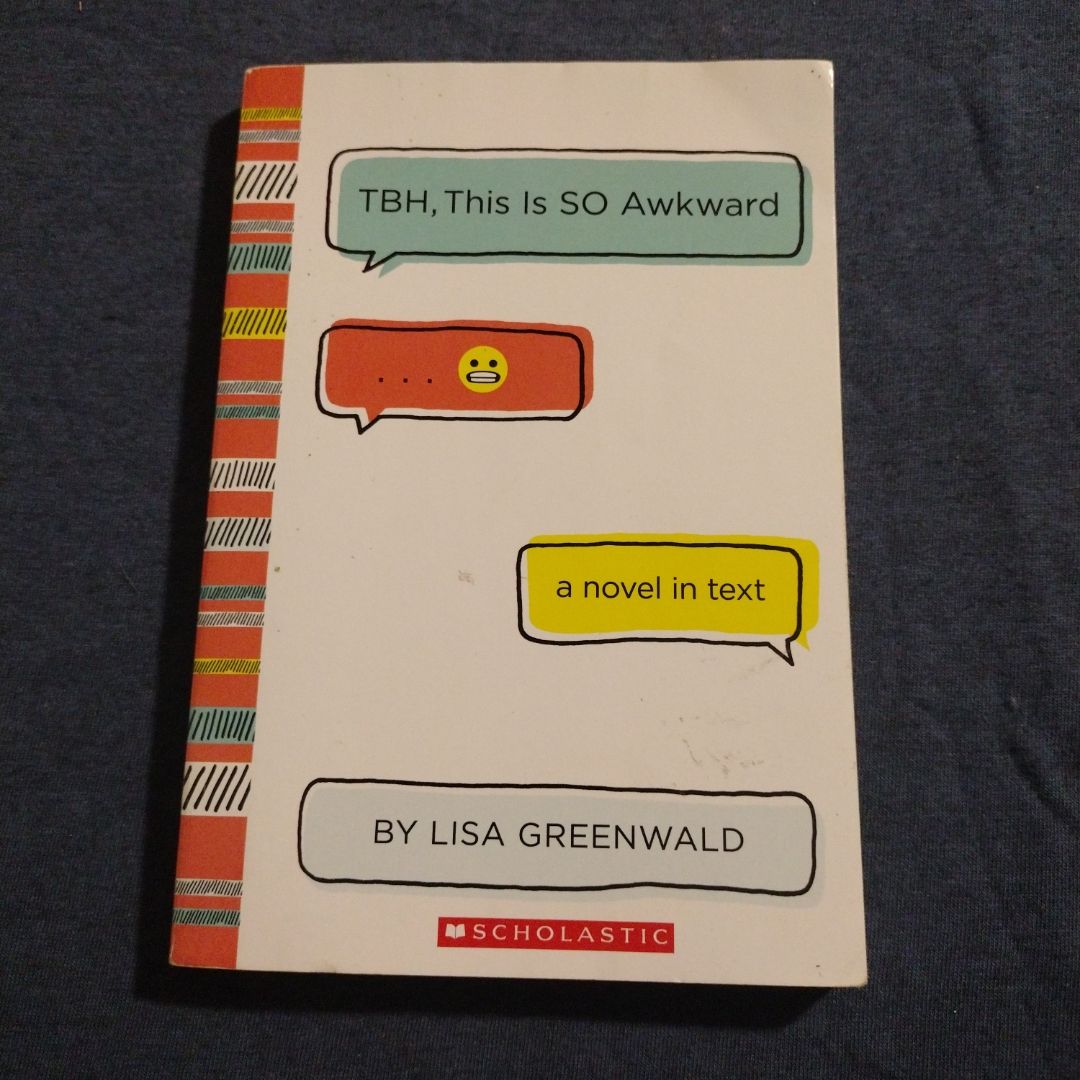 TBH, This Is SO Awkward
. . . 😬
a novel in text
BY LISA GREENWALD
SCHOLASTIC